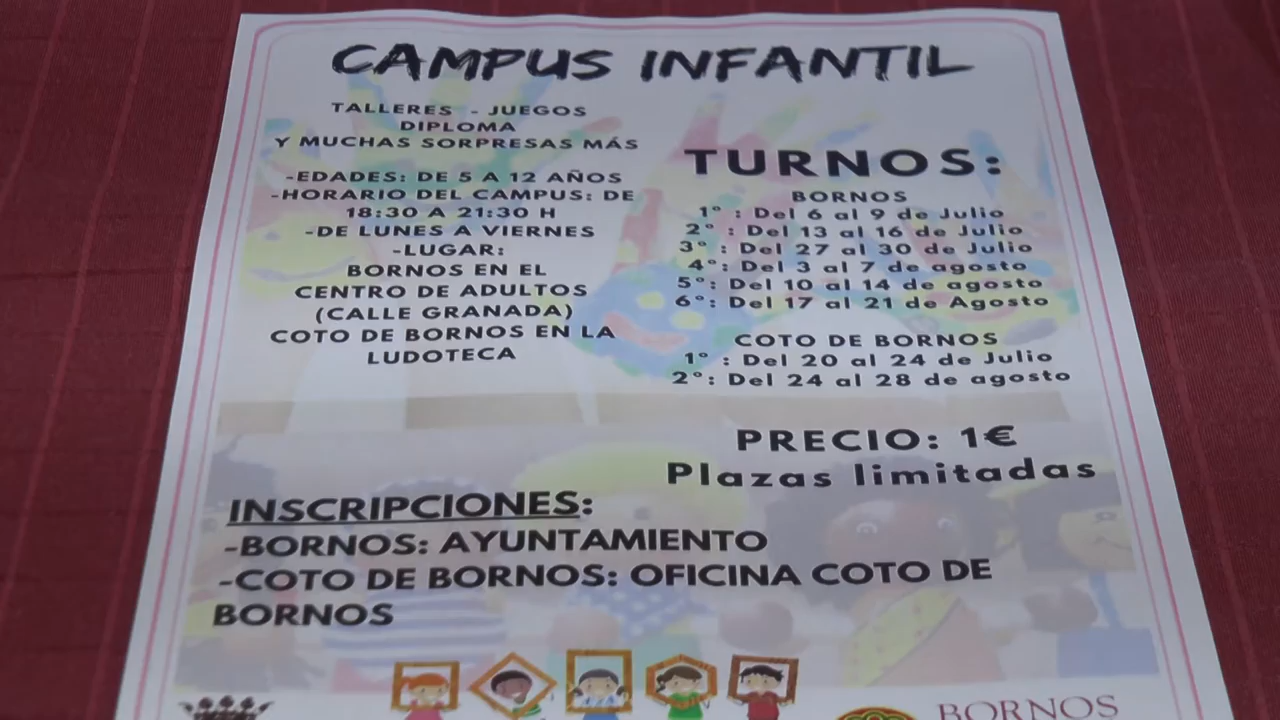 CAMPUS INFANTIL
TALLERES - JUEGOS
DIPLOMA
Y MUCHAS SORPRESAS MÁS
-EDADES: DE 5 A 12 AÑOS
-HORARIO DEL CAMPUS: DE
18:30 A 21:30 H
-DE LUNES A VIERNES
-LUGAR:
BORNOS EN EL
CENTRO DE ADULTOS
(CALLE GRANADA)
COTO DE BORNOS EN LA
LUDOTECA
TURNOS:
BORNOS
1º : Del 6 al 9 de Julio
2º : Del 13 al 16 de Julio
3º : Del 27 al 30 de Julio
4º: Del 3 al 7 de agosto
5º: Del 10 al 14 de agosto
6º: Del 17 al 21 de Agosto
COTO DE BORNOS
1º : Del 20 al 24 de Julio
2º: Del 24 al 28 de agosto
PRECIO: 1€
Plazas limitadas
INSCRIPCIONES:
-BORNOS: AYUNTAMIENTO
-COTO DE BORNOS: OFICINA COTO DE
BORNOS
BORNOS